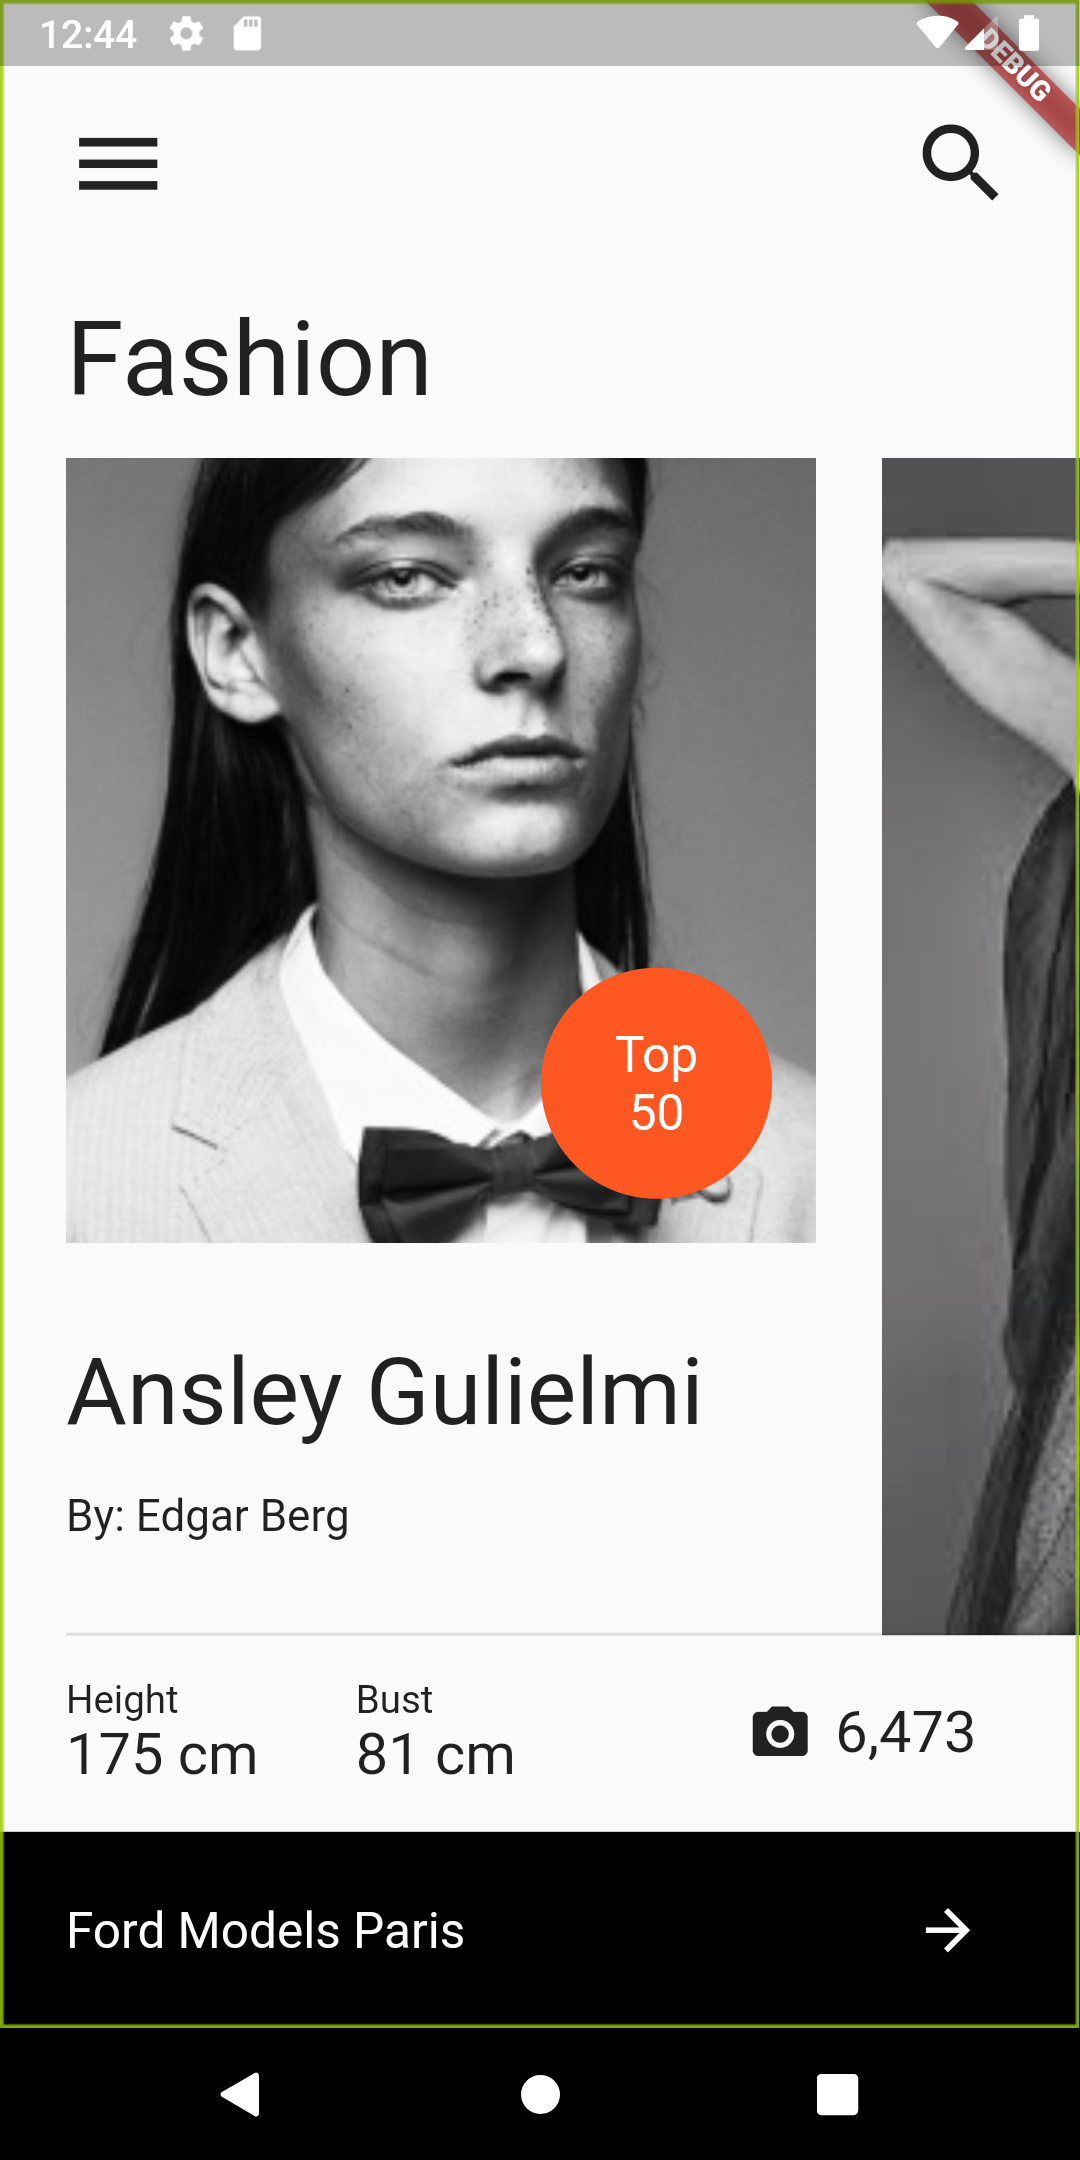 12:44
DEBUG
Fashion
Top
50
Ansley Gulielmi
By: Edgar Berg
Height
175 cm
Bust
81 cm
6,473
Ford Models Paris